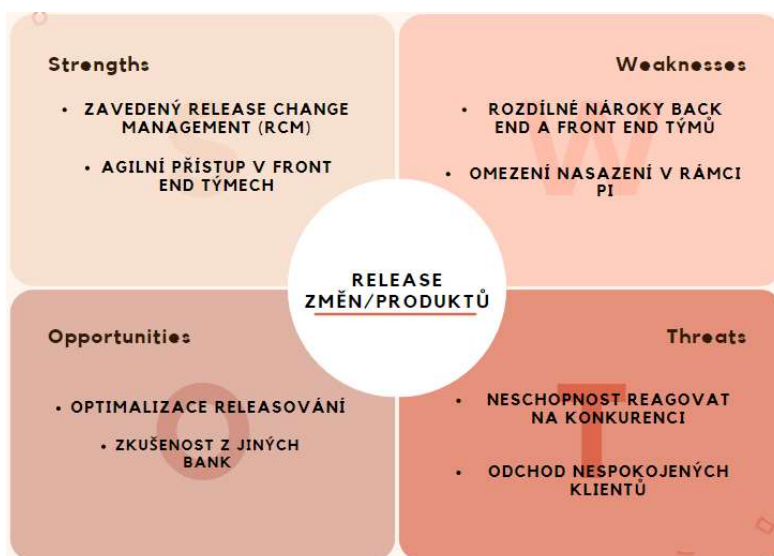 Strengths
• ZAVEDENÝ RELEASE CHANGE
MANAGEMENT (RCM)
• AGILNÍ PŘÍSTUP V FRONT
END TÝMECH
S
Weaknesses
• ROZDÍLNÉ NÁROKY BACK
END A FRONT END TÝMŮ
• OMEZENÍ NASAZENÍ V RÁMCI
PI
W
RELEASE
ZMĚN/PRODUKTŮ
Opportunities
• OPTIMALIZACE RELEASOVÁNÍ
• ZKUŠENOST Z JINÝCH
BANK
O
Threats
• NESCHOPNOST REAGOVAT
NA KONKURENCI
• ODCHOD NESPOKOJENÝCH
KLIENTŮ
T